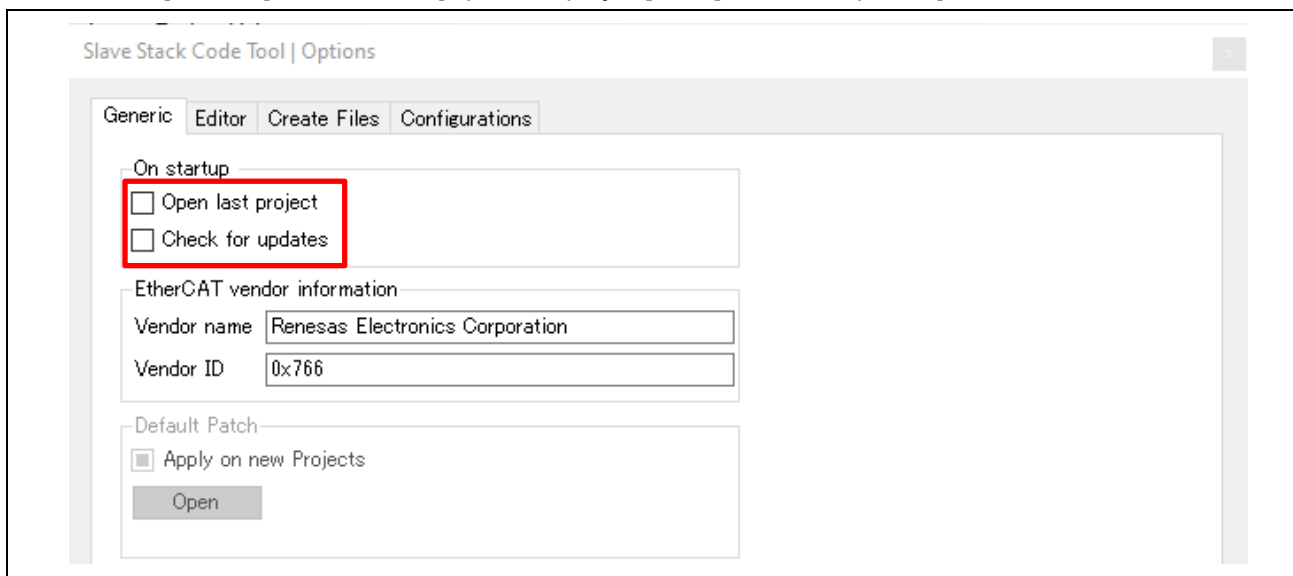 Slave Stack Code Tool | Options
x
Generic Editor Create Files Configurations
On startup
Open last project
Check for updates
EtherCAT vendor information
Vendor name Renesas Electronics Corporation
Vendor ID 0x766
Default Patch
Apply on new Projects
Open